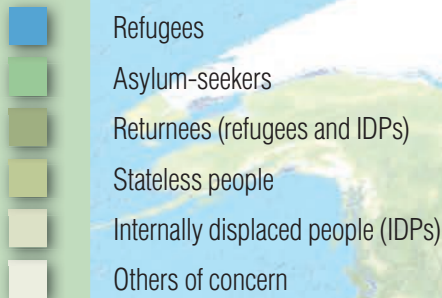 Refugees
Asylum-seekers
Returnees (refugees and IDPs)
Stateless people
Internally displaced people (IDPs)
Others of concern